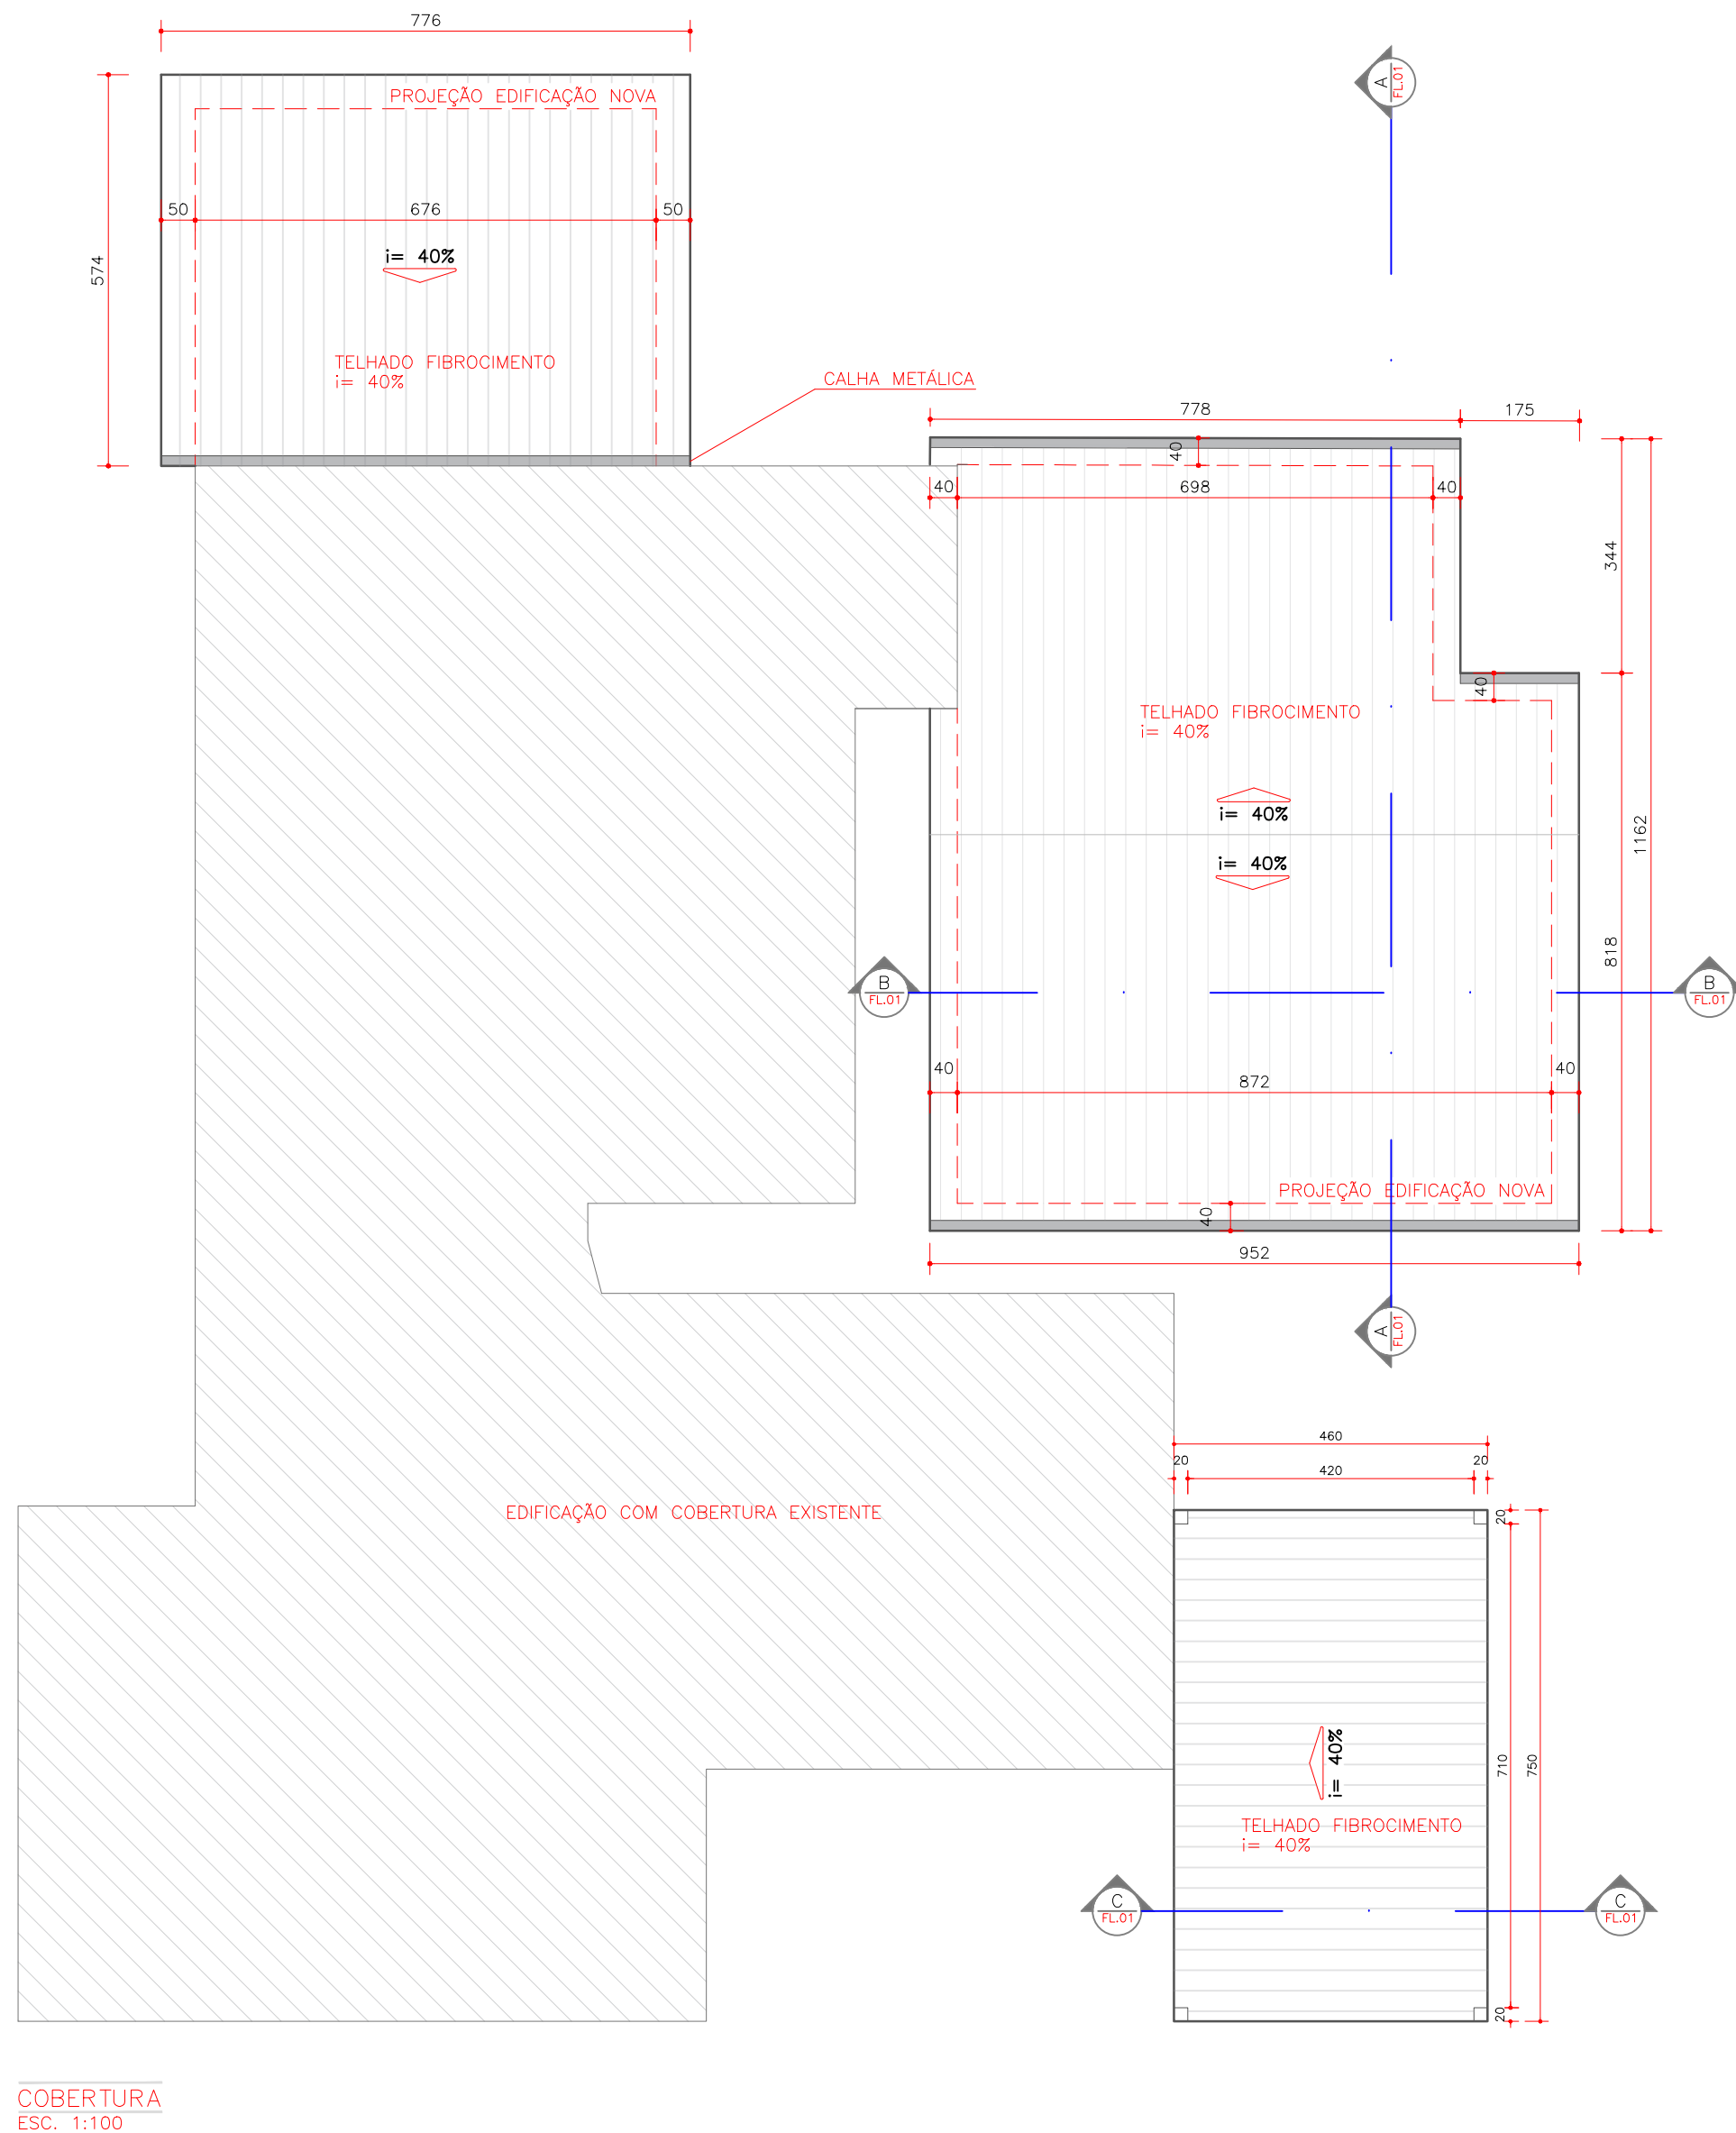 776
A
FL.01
PROJEÇÃO EDIFICAÇÃO NOVA
50
676
50
574
i= 40%
TELHADO FIBROCIMENTO
i= 40%
CALHA METÁLICA
778
175
40
40
698
40
344
40
TELHADO FIBROCIMENTO
i= 40%
i= 40%
i= 40%
1162
818
B
FL.01
B
FL.01
40
872
40
PROJEÇÃO EDIFICAÇÃO NOVA
40
952
A
FL.01
460
20
420
20
EDIFICAÇÃO COM COBERTURA EXISTENTE
20
i= 40%
710
750
TELHADO FIBROCIMENTO
i= 40%
C
FL.01
C
FL.01
20
COBERTURA
ESC. 1:100